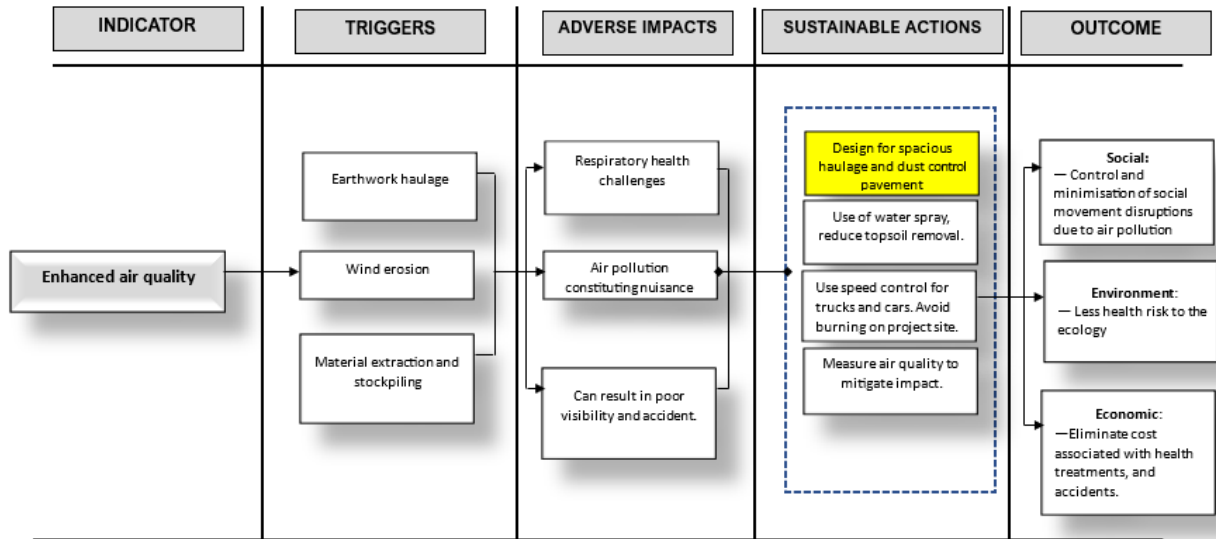 INDICATOR
TRIGGERS
ADVERSE IMPACTS
SUSTAINABLE ACTIONS
OUTCOME
Enhanced air quality
Earthwork haulage
Wind erosion
Material extraction and
stockpiling
Respiratory health
challenges
Air pollution
constituting nuisance
Can result in poor
visibility and accident.
Design for spacious
haulage and dust control
pavement
Use of water spray,
reduce topsoil removal.
Use speed control for
trucks and cars. Avoid
burning on project site.
Measure air quality to
mitigate impact.
Social:
— Control and
minimisation of social
movement disruptions
due to air pollution
Environment:
— Less health risk to the
ecology
Economic:
—Eliminate cost
associated with health
treatments, and
accidents.